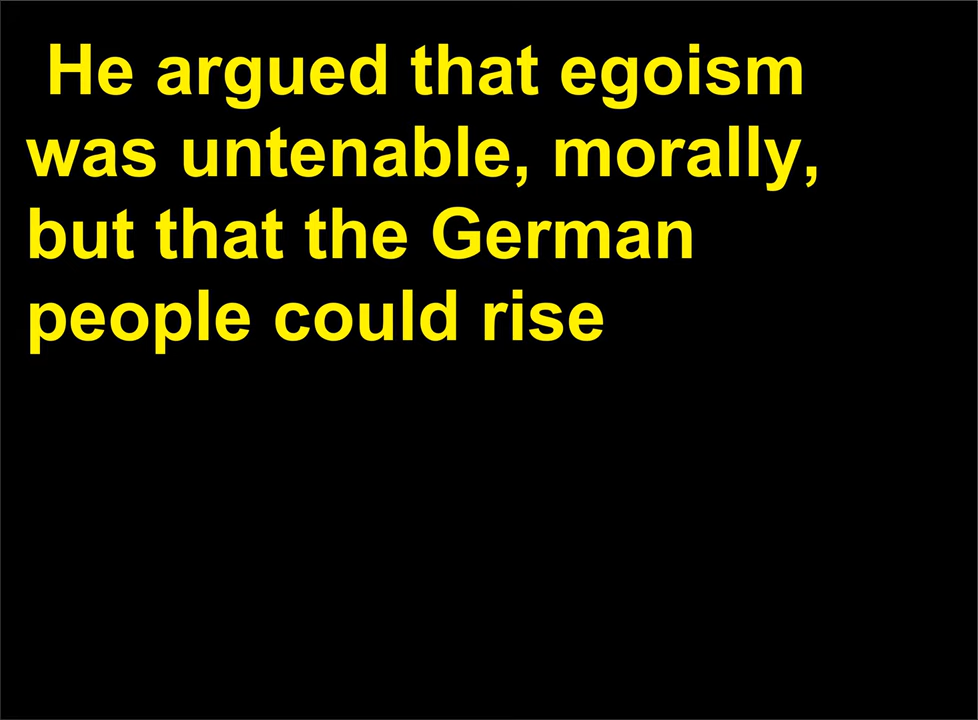 He argued that egoism
was untenable, morally,
but that the German
people could rise